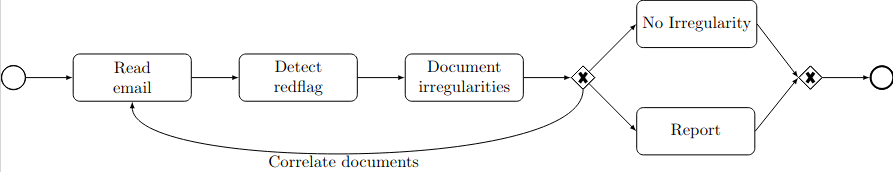 Read
email
Detect
redflag
Document
irregularities
No Irregularity
Report
Correlate documents